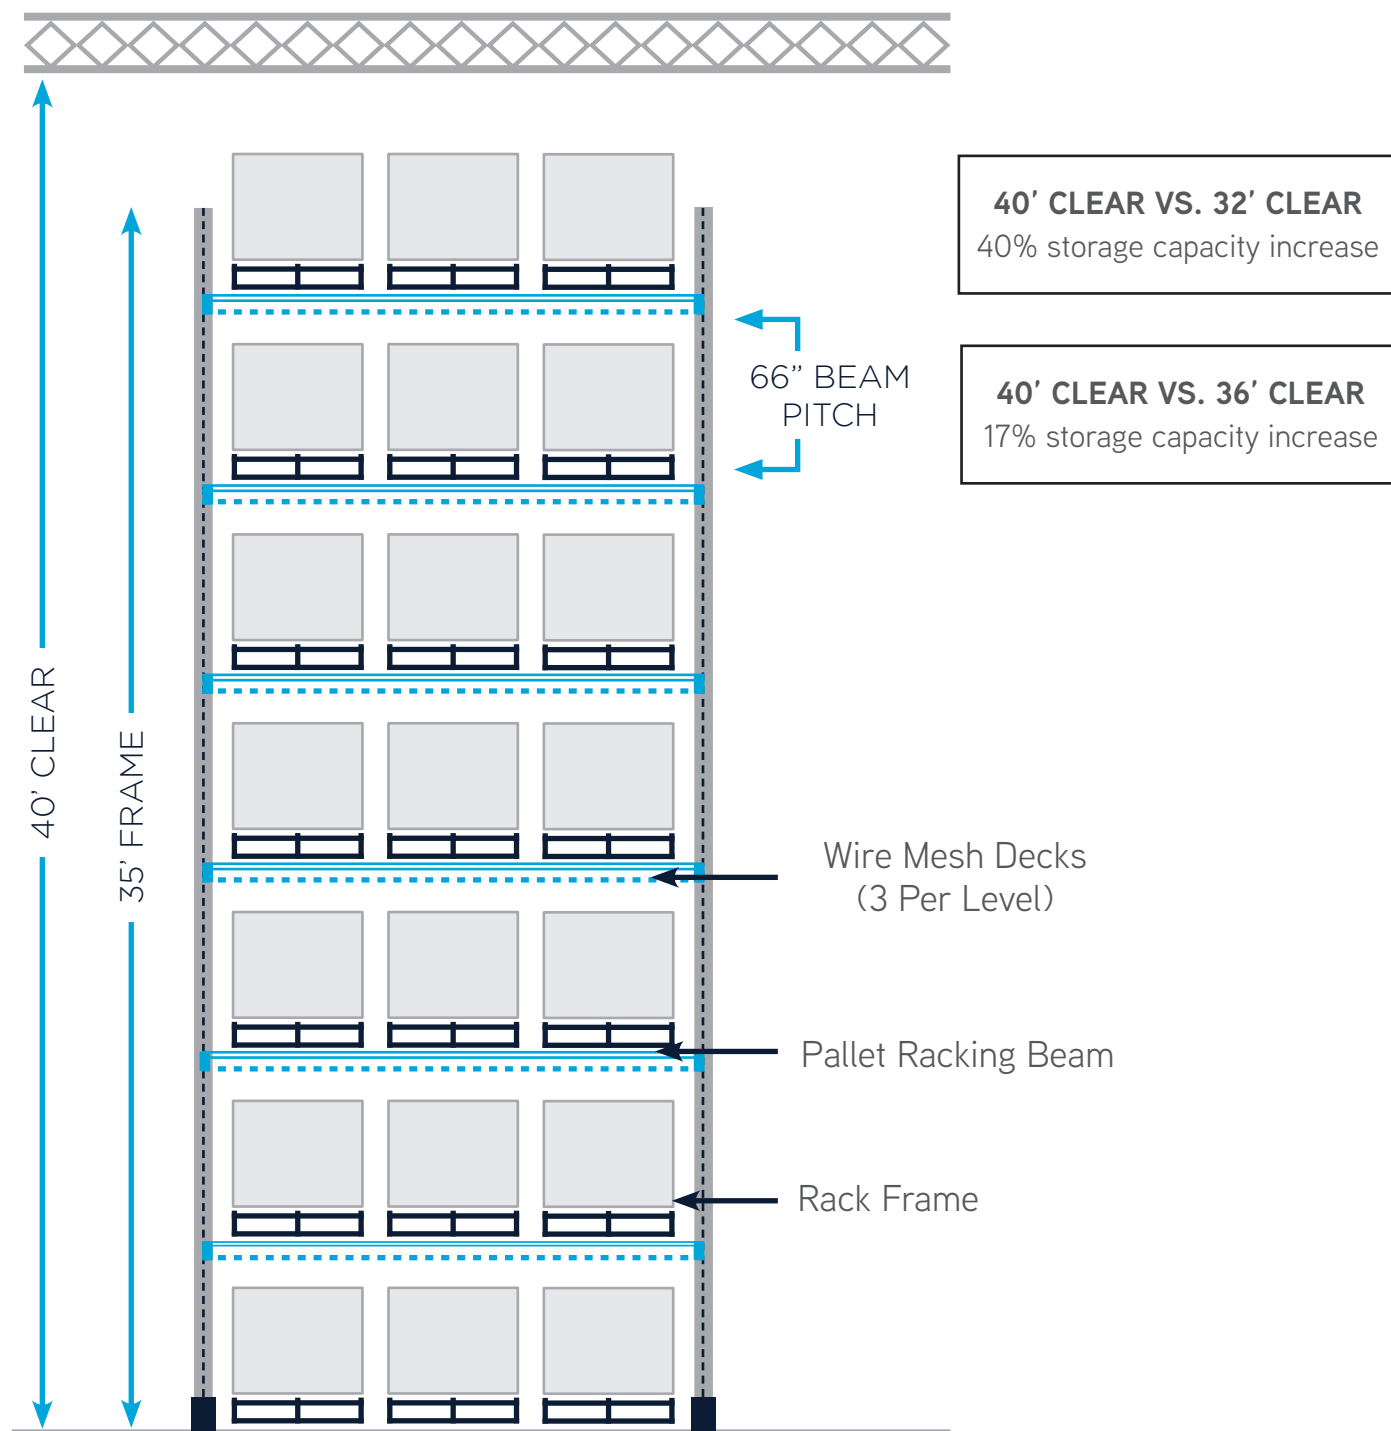 40’ CLEAR VS. 32’ CLEAR
40% storage capacity increase
66” BEAM
PITCH
40’ CLEAR VS. 36’ CLEAR
17% storage capacity increase
40’ CLEAR
35’ FRAME
Wire Mesh Decks
(3 Per Level)
Pallet Racking Beam
Rack Frame